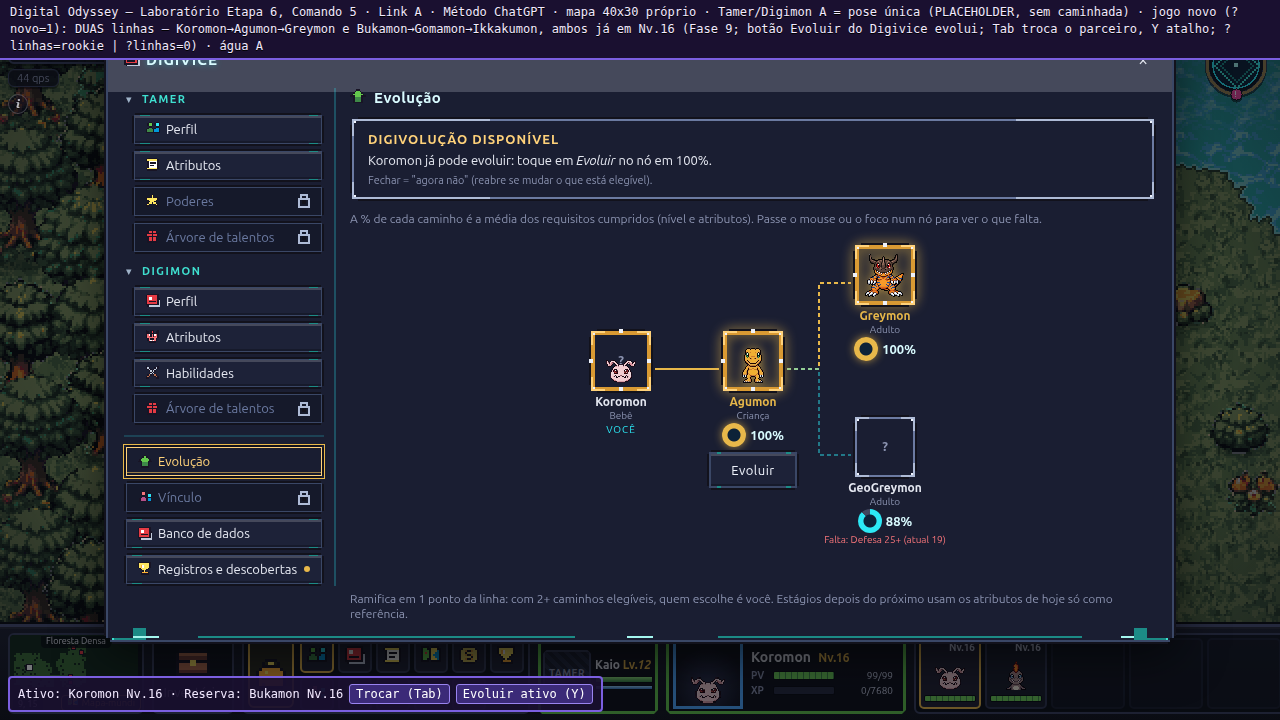 Digital Odyssey — Laboratório Etapa 6, Comando 5 · Link A · Método ChatGPT · mapa 40x30 próprio · Tamer/Digimon A = pose única (PLACEHOLDER, sem caminhada) · jogo novo (?
novo=1): DUAS linhas — Koromon→Agumon→Greymon e Bukamon→Gomamon→Ikkakumon, ambos já em Nv.16 (Fase 9; botão Evoluir do Digivice evolui; Tab troca o parceiro, Y atalho; ?
linhas=rookie | ?linhas=0) · água A
44 qps
DIGIVICE
×
i
▼ TAMER
Perfil
Atributos
Poderes
Árvore de talentos
▼ DIGIMON
Perfil
Atributos
Habilidades
Árvore de talentos
Evolução
Vínculo
Banco de dados
Registros e descobertas
Evolução
DIGIVOLUÇÃO DISPONÍVEL
Koromon já pode evoluir: toque em Evoluir no nó em 100%.
Fechar = "agora não" (reabre se mudar o que está elegível).
A % de cada caminho é a média dos requisitos cumpridos (nível e atributos). Passe o mouse ou o foco num nó para ver o que falta.
Greymon
Adulto
100%
?
Koromon
Bebê
VOCÊ
Agumon
Criança
100%
Evoluir
?
GeoGreymon
Adulto
88%
Falta: Defesa 25+ (atual 19)
Ramifica em 1 ponto da linha: com 2+ caminhos elegíveis, quem escolhe é você. Estágios depois do próximo usam os atributos de hoje só como
referência.
Floresta Densa
TAMER
Kaio Lv.12
Koromon Nv.16
PV 99/99
XP 0/7680
Nv.16
Nv.16
Ativo: Koromon Nv.16 · Reserva: Bukamon Nv.16 Trocar (Tab) Evoluir ativo (Y)